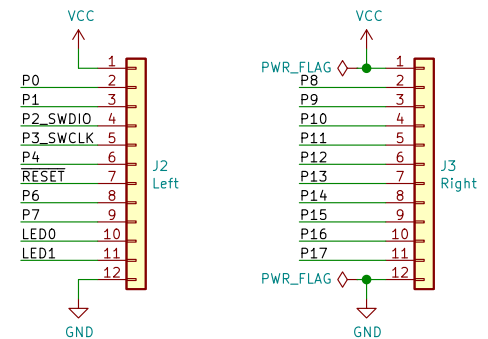 VCC
1
P0 2
P1 3
P2_SWDIO 4
P3_SWCLK 5
P4 6
RESET 7
P6 8
P7 9
LED0 10
LED1 11
12
J2
Left
GND
VCC
PWR_FLAG 1
P8 2
P9 3
P10 4
P11 5
P12 6
P13 7
P14 8
P15 9
P16 10
P17 11
PWR_FLAG 12
J3
Right
GND